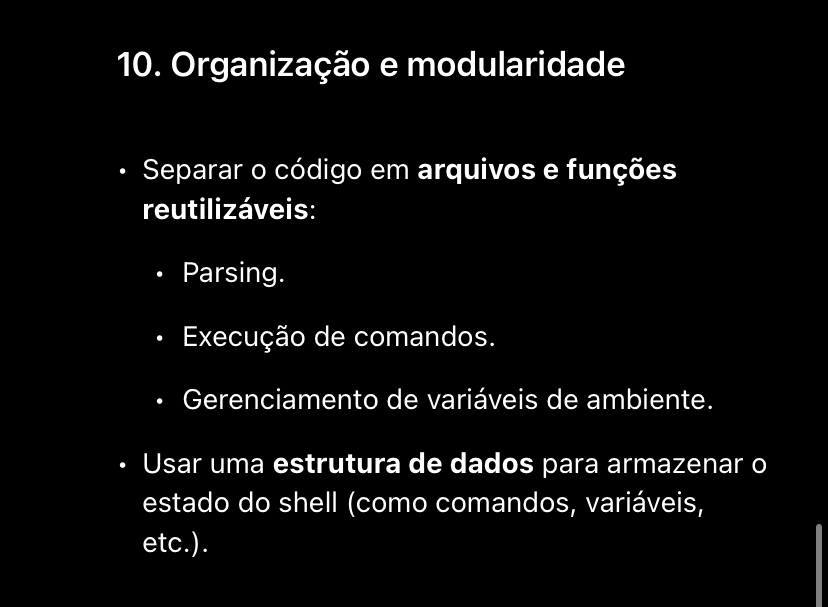 10. Organização e modularidade
• Separar o código em arquivos e funções
reutilizáveis:
• Parsing.
• Execução de comandos.
• Gerenciamento de variáveis de ambiente.
• Usar uma estrutura de dados para armazenar o
estado do shell (como comandos, variáveis,
etc.).